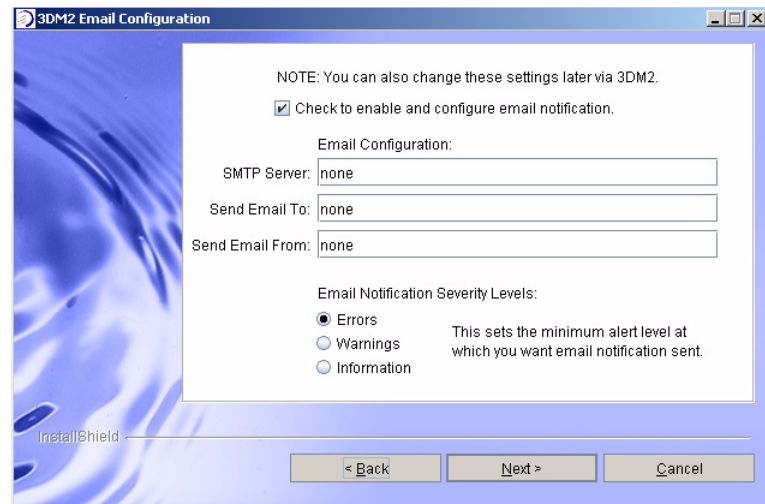 3DM2 Email Configuration
NOTE: You can also change these settings later via 3DM2.
Check to enable and configure email notification.
Email Configuration:
SMTP Server: none
Send Email To: none
Send Email From: none
Email Notification Severity Levels:
Errors
Warnings
Information
This sets the minimum alert level at
which you want email notification sent.
InstallShield
< Back Next > Cancel